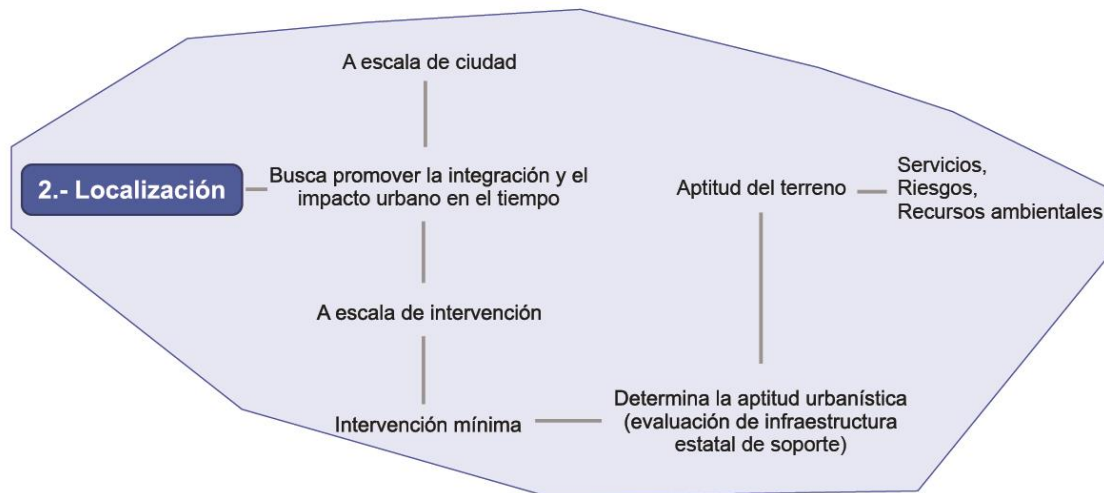 A escala de ciudad
2.- Localización
Busca promover la integración y el
impacto urbano en el tiempo
Aptitud del terreno
Servicios,
Riesgos,
Recursos ambientales
A escala de intervención
Intervención mínima
Determina la aptitud urbanística
(evaluación de infraestructura
estatal de soporte)